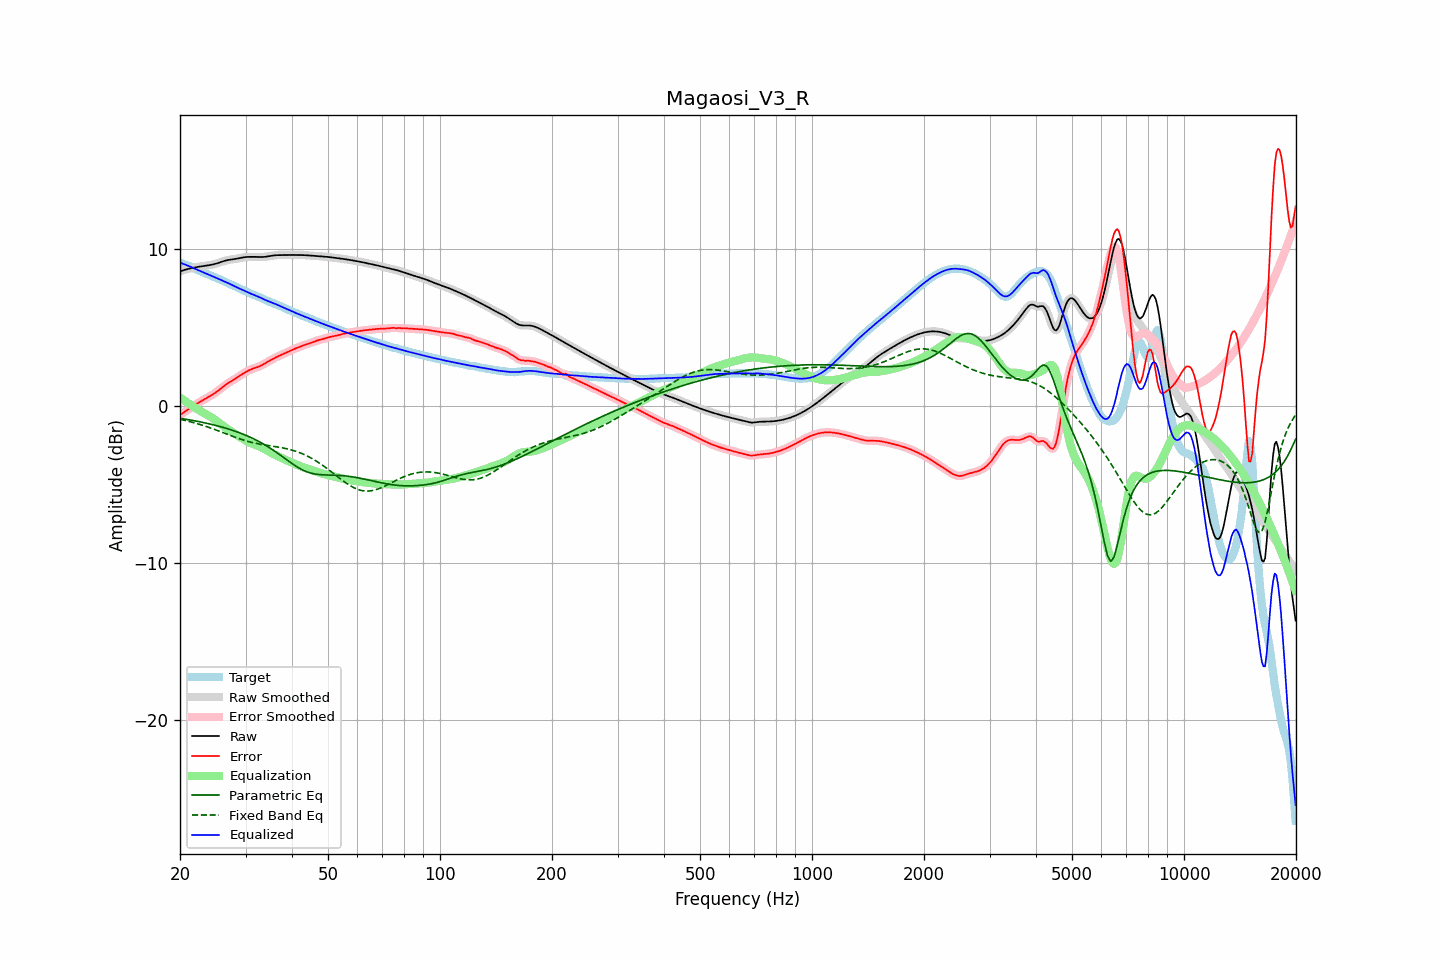 Magaosi_V3_R
Amplitude (dBr)
10
0
−10
−20
Target
Raw Smoothed
Error Smoothed
Raw
Error
Equalization
Parametric Eq
Fixed Band Eq
Equalized
20 50 100 200 500 1000 2000 5000 10000 20000
Frequency (Hz)